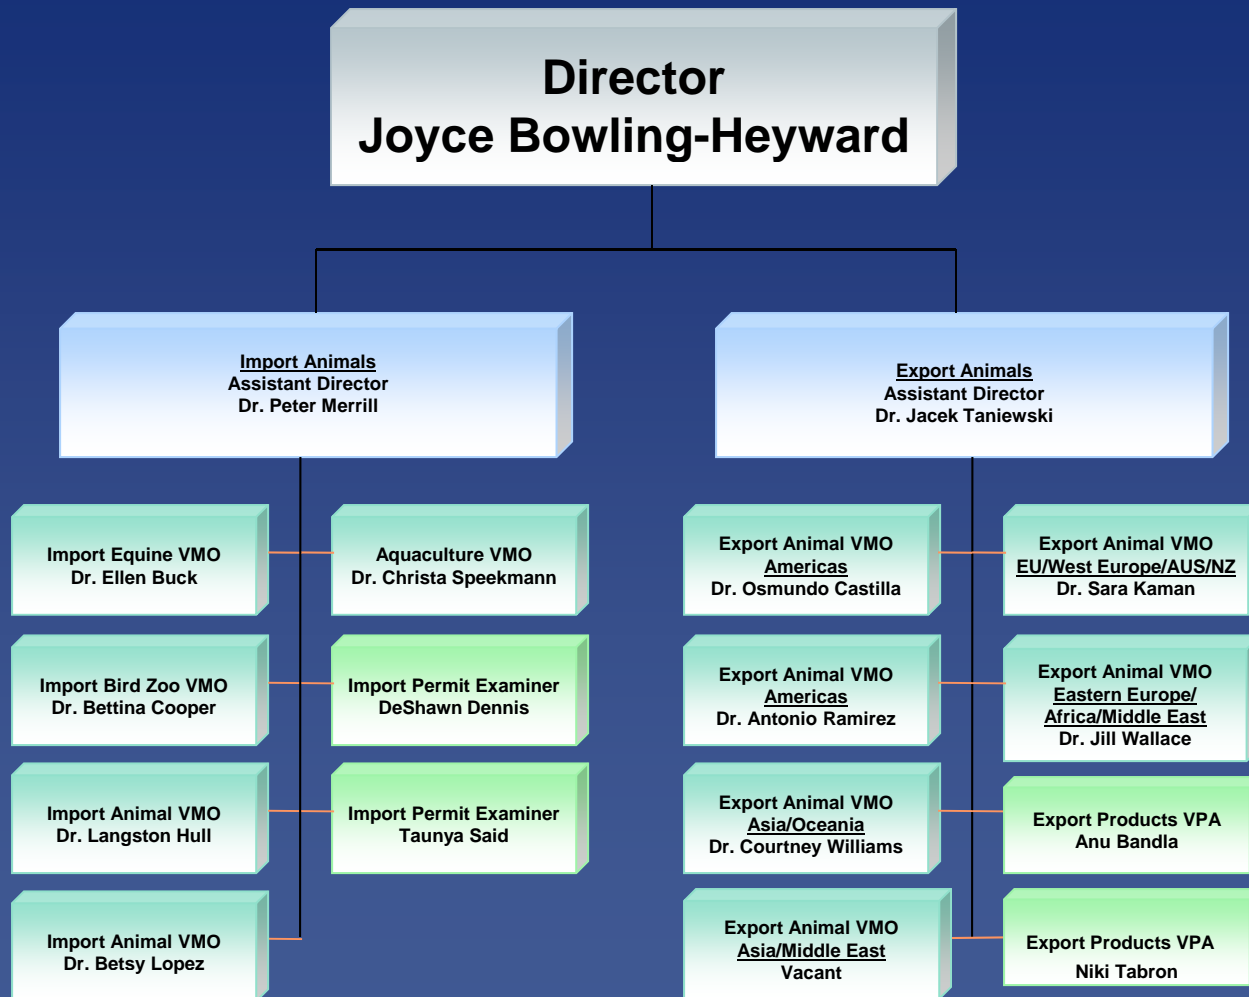 Director
Joyce Bowling-Heyward
Import Animals
Assistant Director
Dr. Peter Merrill
Export Animals
Assistant Director
Dr. Jacek Taniewski
Import Equine VMO
Dr. Ellen Buck
Aquaculture VMO
Dr. Christa Speekmann
Import Bird Zoo VMO
Dr. Bettina Cooper
Import Permit Examiner
DeShawn Dennis
Import Animal VMO
Dr. Langston Hull
Import Permit Examiner
Taunya Said
Import Animal VMO
Dr. Betsy Lopez
Export Animal VMO
Americas
Dr. Osmundo Castilla
Export Animal VMO
EU/West Europe/AUS/NZ
Dr. Sara Kaman
Export Animal VMO
Americas
Dr. Antonio Ramirez
Export Animal VMO
Eastern Europe/
Africa/Middle East
Dr. Jill Wallace
Export Animal VMO
Asia/Oceania
Dr. Courtney Williams
Export Products VPA
Anu Bandla
Export Animal VMO
Asia/Middle East
Vacant
Export Products VPA
Niki Tabron